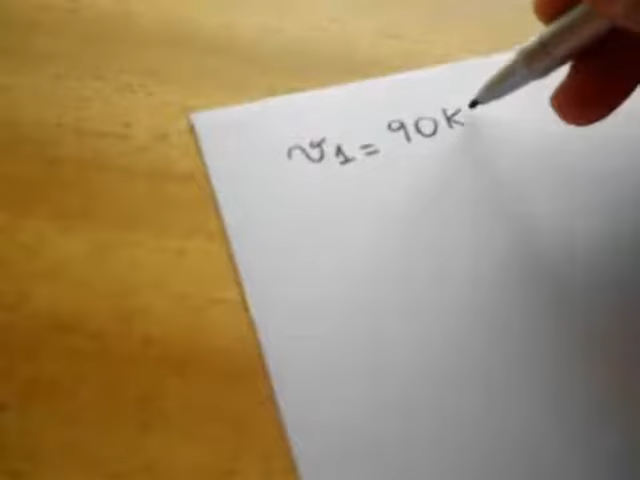 v₁ = 90k